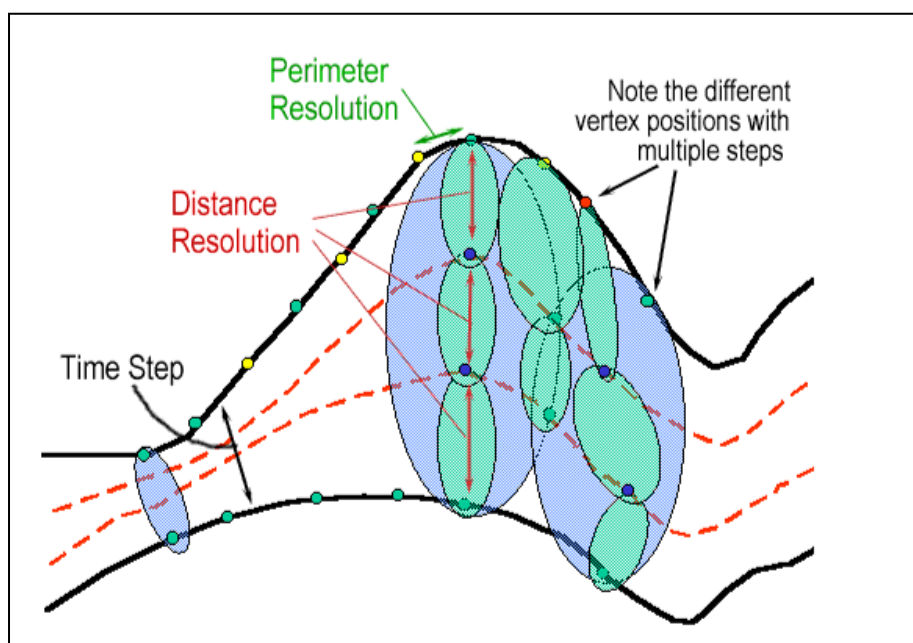 Perimeter
Resolution
Note the different
vertex positions with
multiple steps
Distance
Resolution
Time Step